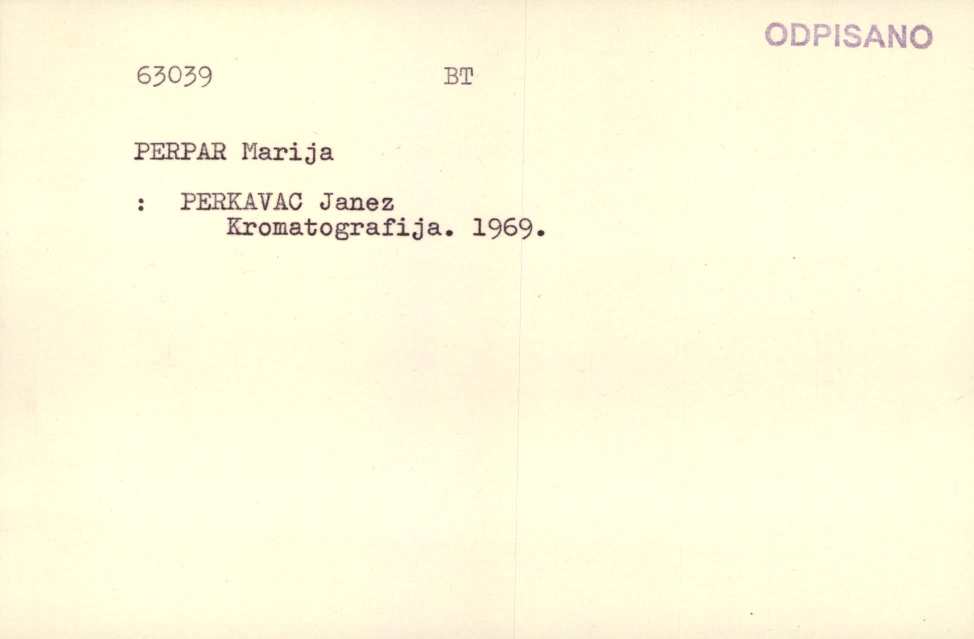 ODPISANO
63039 BT
PERPAR Marija
: PERKAVAC Janez
Kromatografija. 1969.